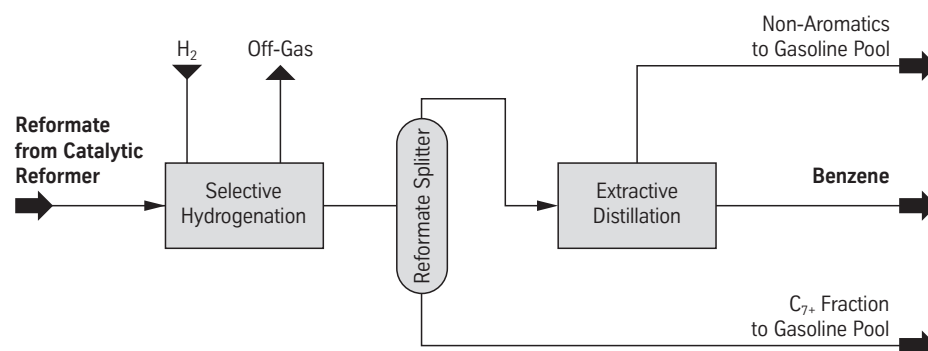 Non-Aromatics
to Gasoline Pool
H₂
Off-Gas
Reformate
from Catalytic
Reformer
Selective
Hydrogenation
Reformate Splitter
Extractive
Distillation
Benzene
C₇₊ Fraction
to Gasoline Pool